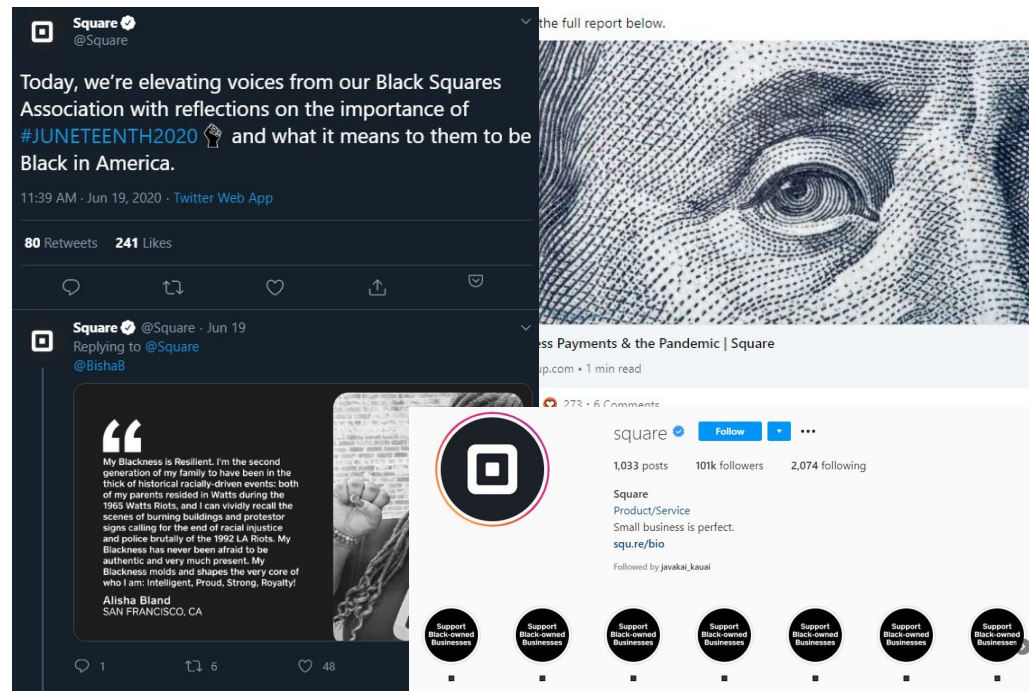 Square
@Square
Today, we're elevating voices from our Black Squares
Association with reflections on the importance of
#JUNETEENTH2020 ✊🏿 and what it means to them to be
Black in America.
11:39 AM · Jun 19, 2020 · Twitter Web App
80 Retweets 241 Likes
Square @Square · Jun 19
Replying to @Square
@BishaB
“
My Blackness is Resilient. I'm the second
generation of my family to have been in the
thick of historical racially-driven events: both
of my parents resided in Watts during the
1965 Watts Riots, and I can vividly recall the
scenes of burning buildings and protestor
signs calling for the end of racial injustice
and police brutaly of the 1992 LA Riots. My
Blackness has never been afraid to be
authentic and very much present. My
Blackness molds and shapes the very core of
who I am: Intelligent, Proud, Strong, Royalty!
Alisha Bland
SAN FRANCISCO, CA
1 6 48
the full report below.
ess Payments & the Pandemic | Square
up.com • 1 min read
273 · 6 Comments
square Follow
1,033 posts 101k followers 2,074 following
Square
Product/Service
Small business is perfect.
squ.re/bio
Followed by javakai_kauai
Support
Black-owned
Businesses
Support
Black-owned
Businesses
Support
Black-owned
Businesses
Support
Black-owned
Businesses
Support
Black-owned
Businesses
Support
Black-owned
Businesses
Support
Black-owned
Businesses